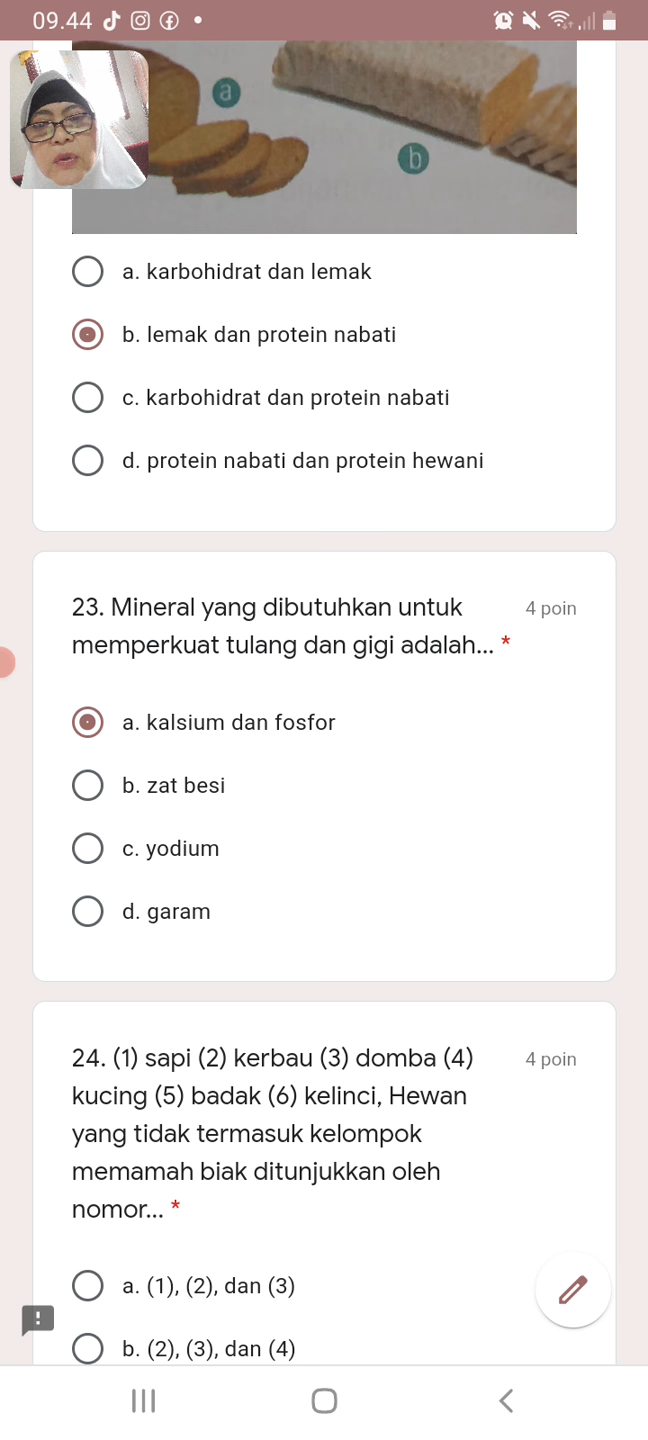 09.44
a
b
a. karbohidrat dan lemak
b. lemak dan protein nabati
c. karbohidrat dan protein nabati
d. protein nabati dan protein hewani
23. Mineral yang dibutuhkan untuk
4 poin
memperkuat tulang dan gigi adalah... *
a. kalsium dan fosfor
b. zat besi
c. yodium
d. garam
24. (1) sapi (2) kerbau (3) domba (4)
4 poin
kucing (5) badak (6) kelinci, Hewan
yang tidak termasuk kelompok
memamah biak ditunjukkan oleh
nomor... *
a. (1), (2), dan (3)
b. (2), (3), dan (4)